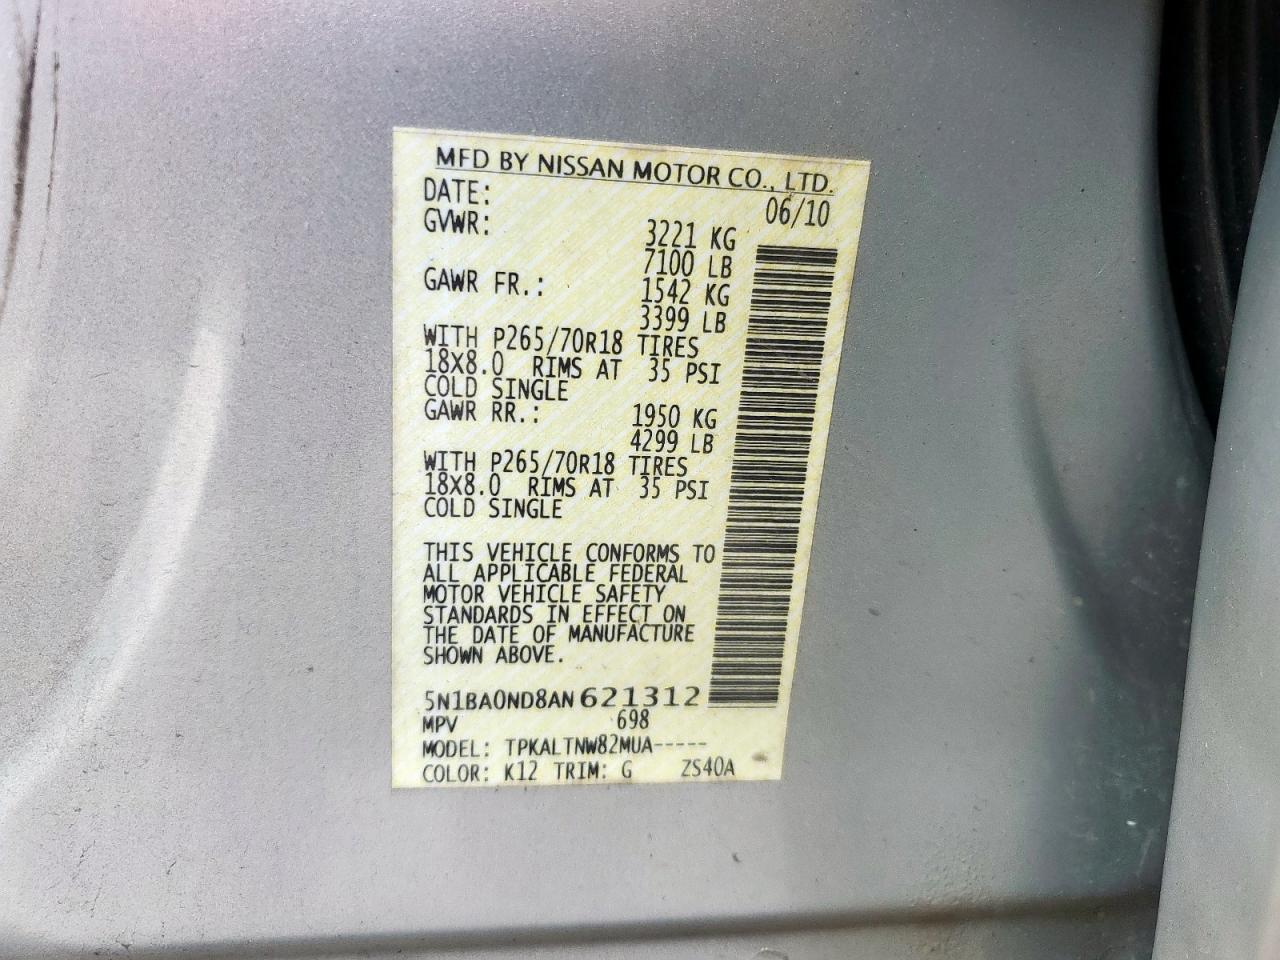 MFD BY NISSAN MOTOR CO., LTD.
DATE: 06/10
GVWR: 3221 KG
7100 LB
GAWR FR.: 1542 KG
3399 LB
WITH P265/70R18 TIRES
18X8.0 RIMS AT 35 PSI
COLD SINGLE
GAWR RR.: 1950 KG
4299 LB
WITH P265/70R18 TIRES
18X8.0 RIMS AT 35 PSI
COLD SINGLE
THIS VEHICLE CONFORMS TO
ALL APPLICABLE FEDERAL
MOTOR VEHICLE SAFETY
STANDARDS IN EFFECT ON
THE DATE OF MANUFACTURE
SHOWN ABOVE.
5N1BA0ND8AN621312
MPV 698
MODEL: TPKALTNW82MUA-----
COLOR: K12 TRIM: G ZS40A